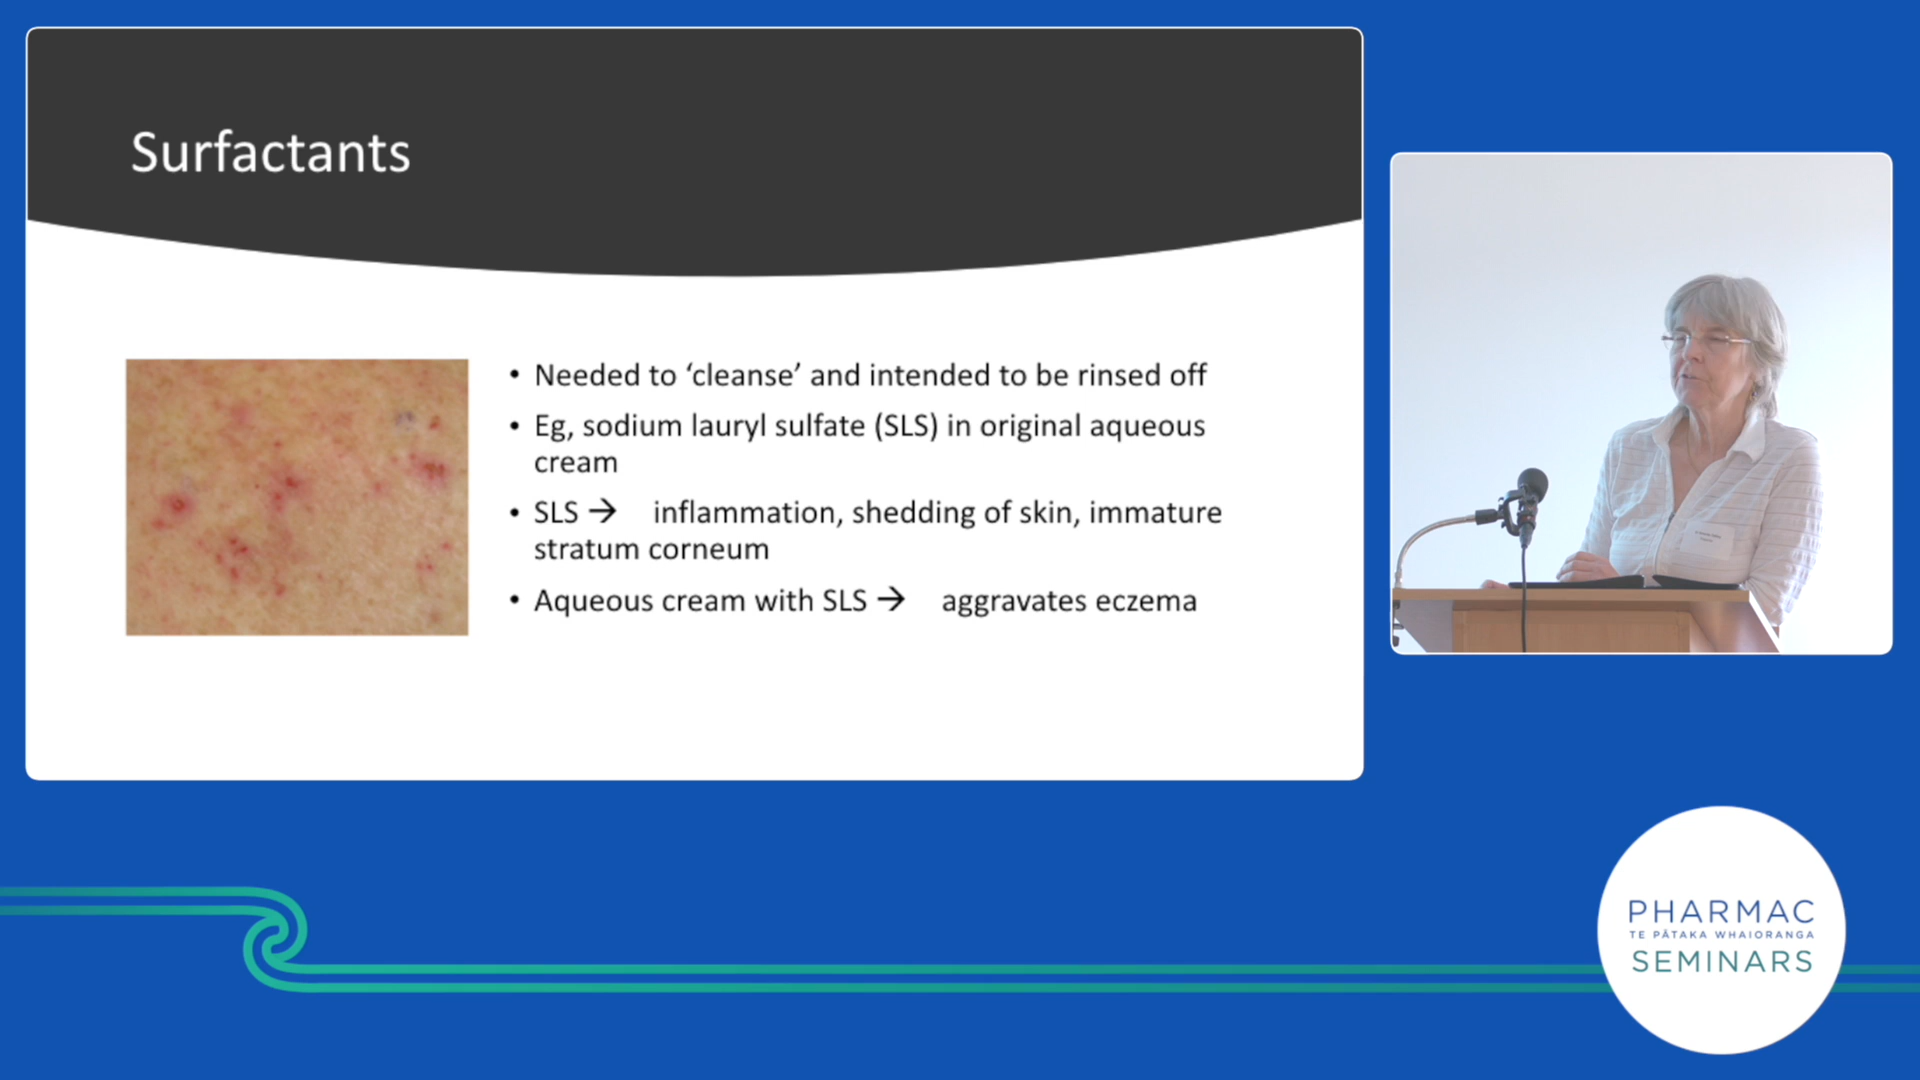 Surfactants
• Needed to ‘cleanse’ and intended to be rinsed off
• Eg, sodium lauryl sulfate (SLS) in original aqueous
cream
• SLS → inflammation, shedding of skin, immature
stratum corneum
• Aqueous cream with SLS → aggravates eczema
PHARMAC
TE PĀTAKA WHAIORANGA
SEMINARS